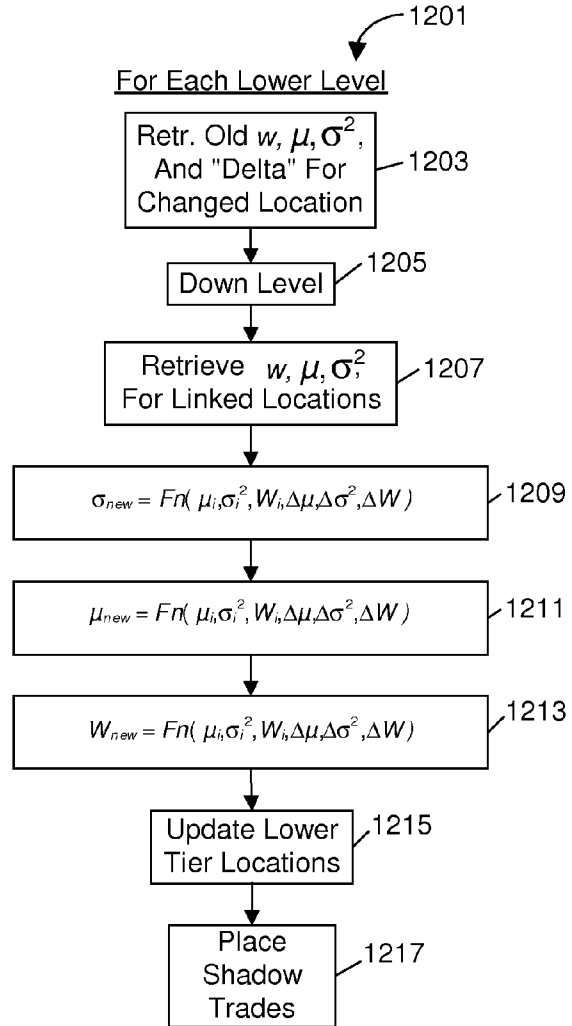 1201
For Each Lower Level
Retr. Old w, μ, σ²,
And "Delta" For
Changed Location
1203
Down Level
1205
Retrieve w, μ, σ²,
For Linked Locations
1207
σnew = Fn( μi,σi²,Wi,Δμ,Δσ²,ΔW)
1209
μnew = Fn( μi,σi²,Wi,Δμ,Δσ²,ΔW)
1211
Wnew = Fn( μi,σi²,Wi,Δμ,Δσ²,ΔW)
1213
Update Lower
Tier Locations
1215
Place
Shadow
Trades
1217